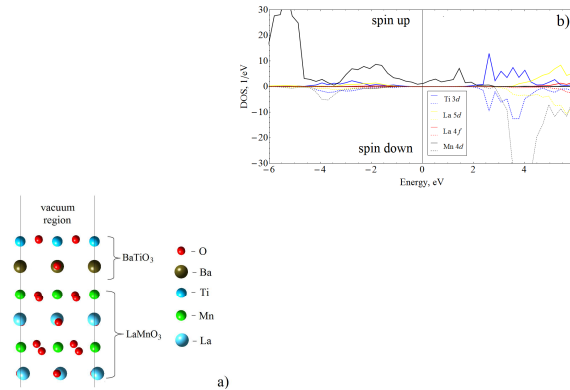 30
20
10
0
−10
−20
−30
DOS, 1/eV
spin up
b)
spin down
Ti 3d
La 5d
La 4f
Mn 4d
−6
−4
−2
0
2
4
Energy, eV
vacuum
region
BaTiO3
LaMnO3
– O
– Ba
– Ti
– Mn
– La
a)